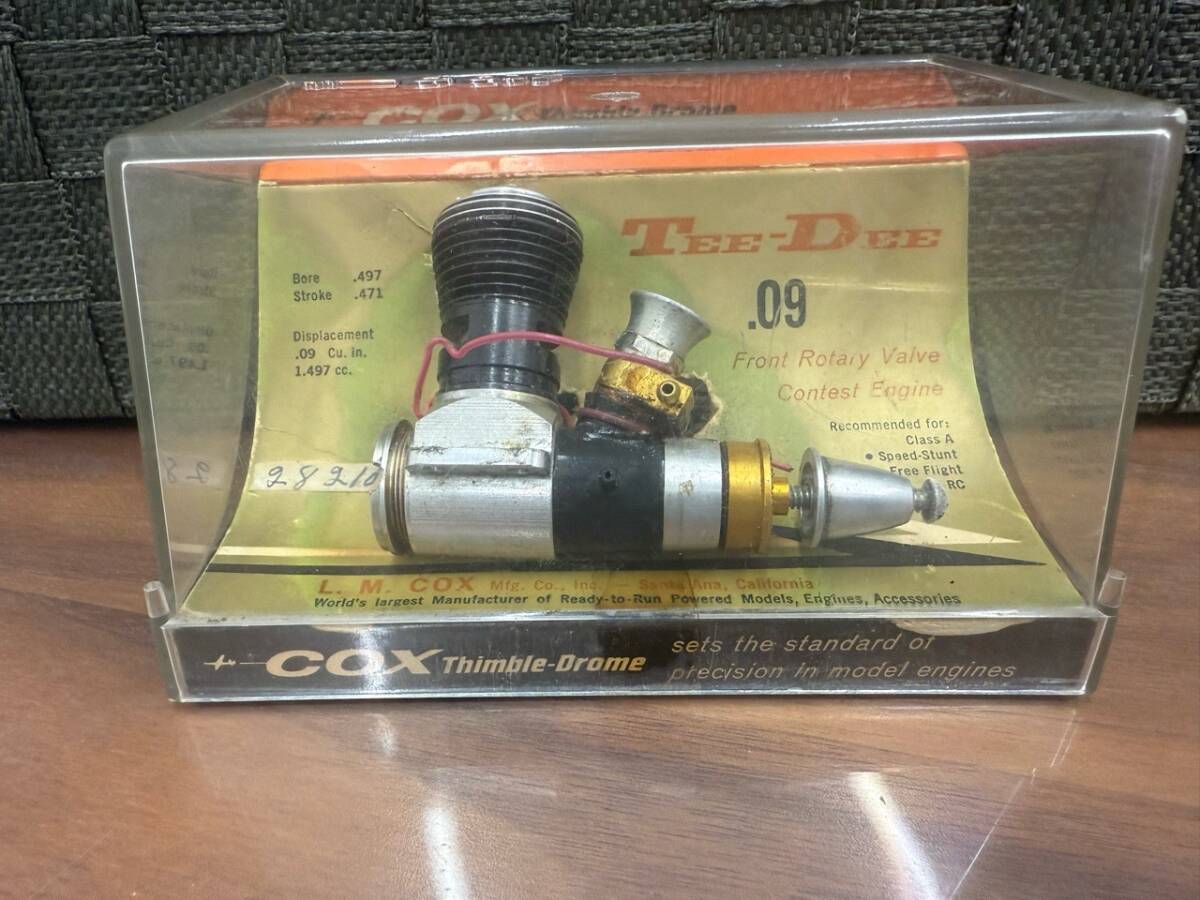 COX Thimble-Drome
TEE-DEE
.09
Bore .497
Stroke .471
Displacement
.09 Cu. in.
1.497 cc.
Front Rotary Valve
Contest Engine
Recommended for:
Class A
• Speed-Stunt
Free Flight
RC
28 210
L. M. COX Mfg. Co., Inc. — Santa Ana, California
World's largest Manufacturer of Ready-to-Run Powered Models, Engines, Accessories
COX Thimble-Drome
sets the standard of
precision in model engines